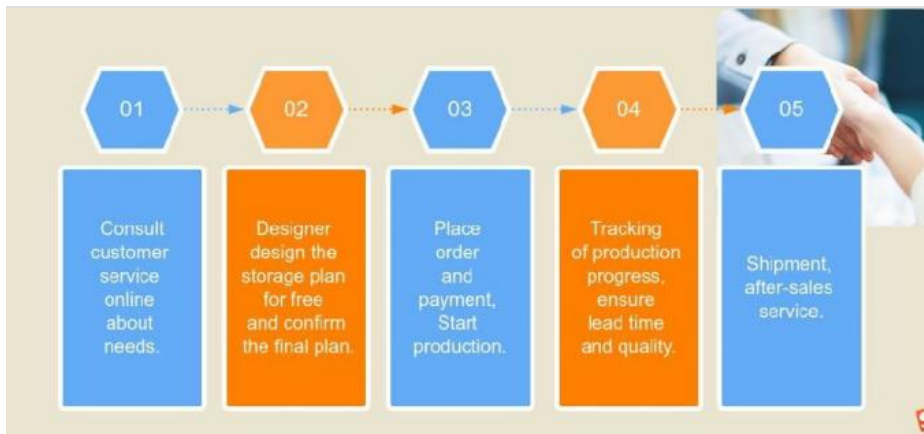 01
02
03
04
05
Consult
customer
service
online
about
needs.
Designer
design the
storage plan
for free
and confirm
the final plan.
Place
order
and
payment,
Start
production.
Tracking
of production
progress,
ensure
lead time
and quality.
Shipment,
after-sales
service.